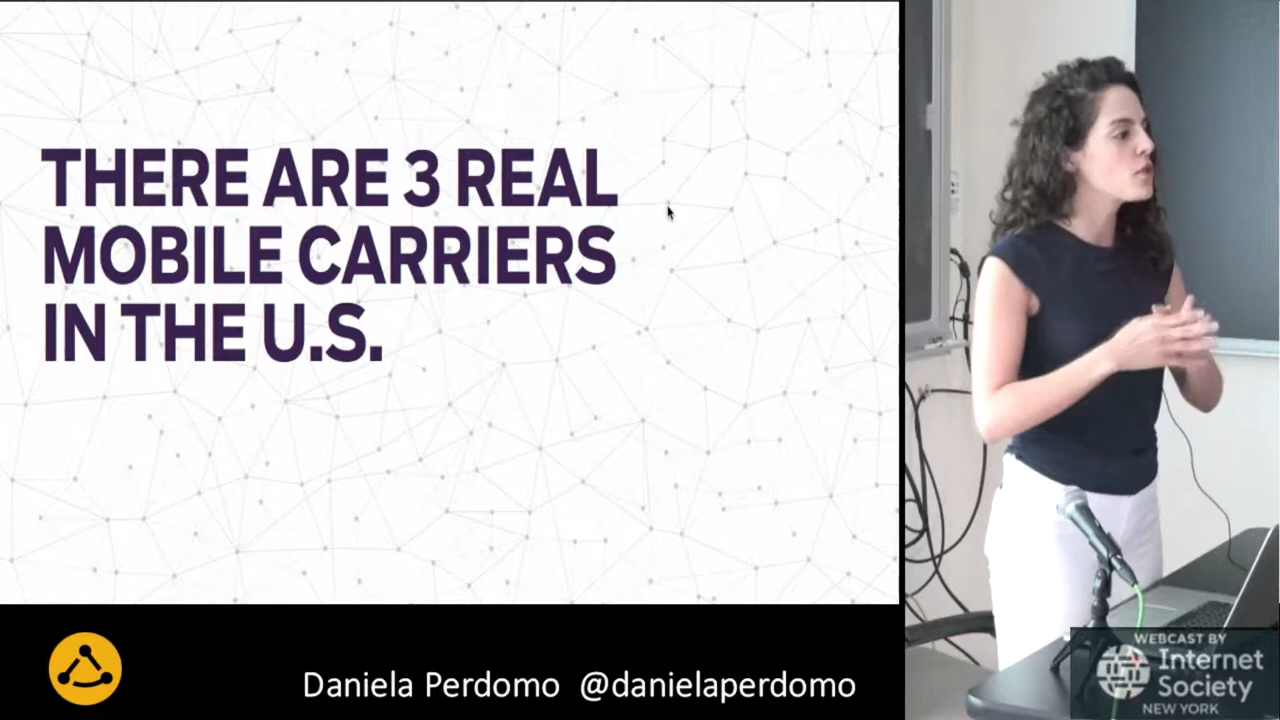 THERE ARE 3 REAL
MOBILE CARRIERS
IN THE U.S.
Daniela Perdomo @danielaperdomo
WEBCAST BY
Internet
Society
NEW YORK